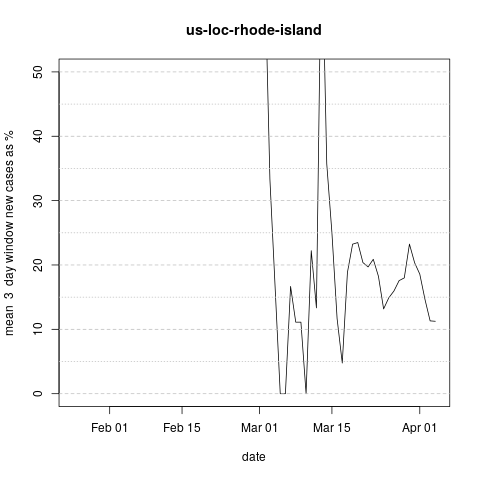 us-loc-rhode-island
mean 3 day window new cases as %
50
40
30
20
10
0
Feb 01 Feb 15 Mar 01 Mar 15 Apr 01
date